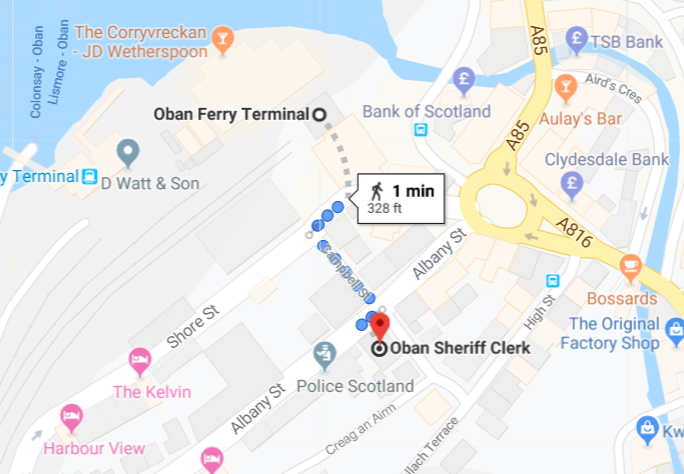 The Corryvreckan
- JD Wetherspoon
Colonsay - Oban
Lismore - Oban
A85
TSB Bank
Oban Ferry Terminal
Bank of Scotland
Aird's Cres
Aulay's Bar
A85
y Terminal
D Watt & Son
Clydesdale Bank
1 min
328 ft
A816
Albany St
Campbell St
Bossards
High St
Shore St
The Original
Factory Shop
Oban Sheriff Clerk
The Kelvin
Police Scotland
Albany St
Creag an Airm
Harbour View
llach Terrace
Kw